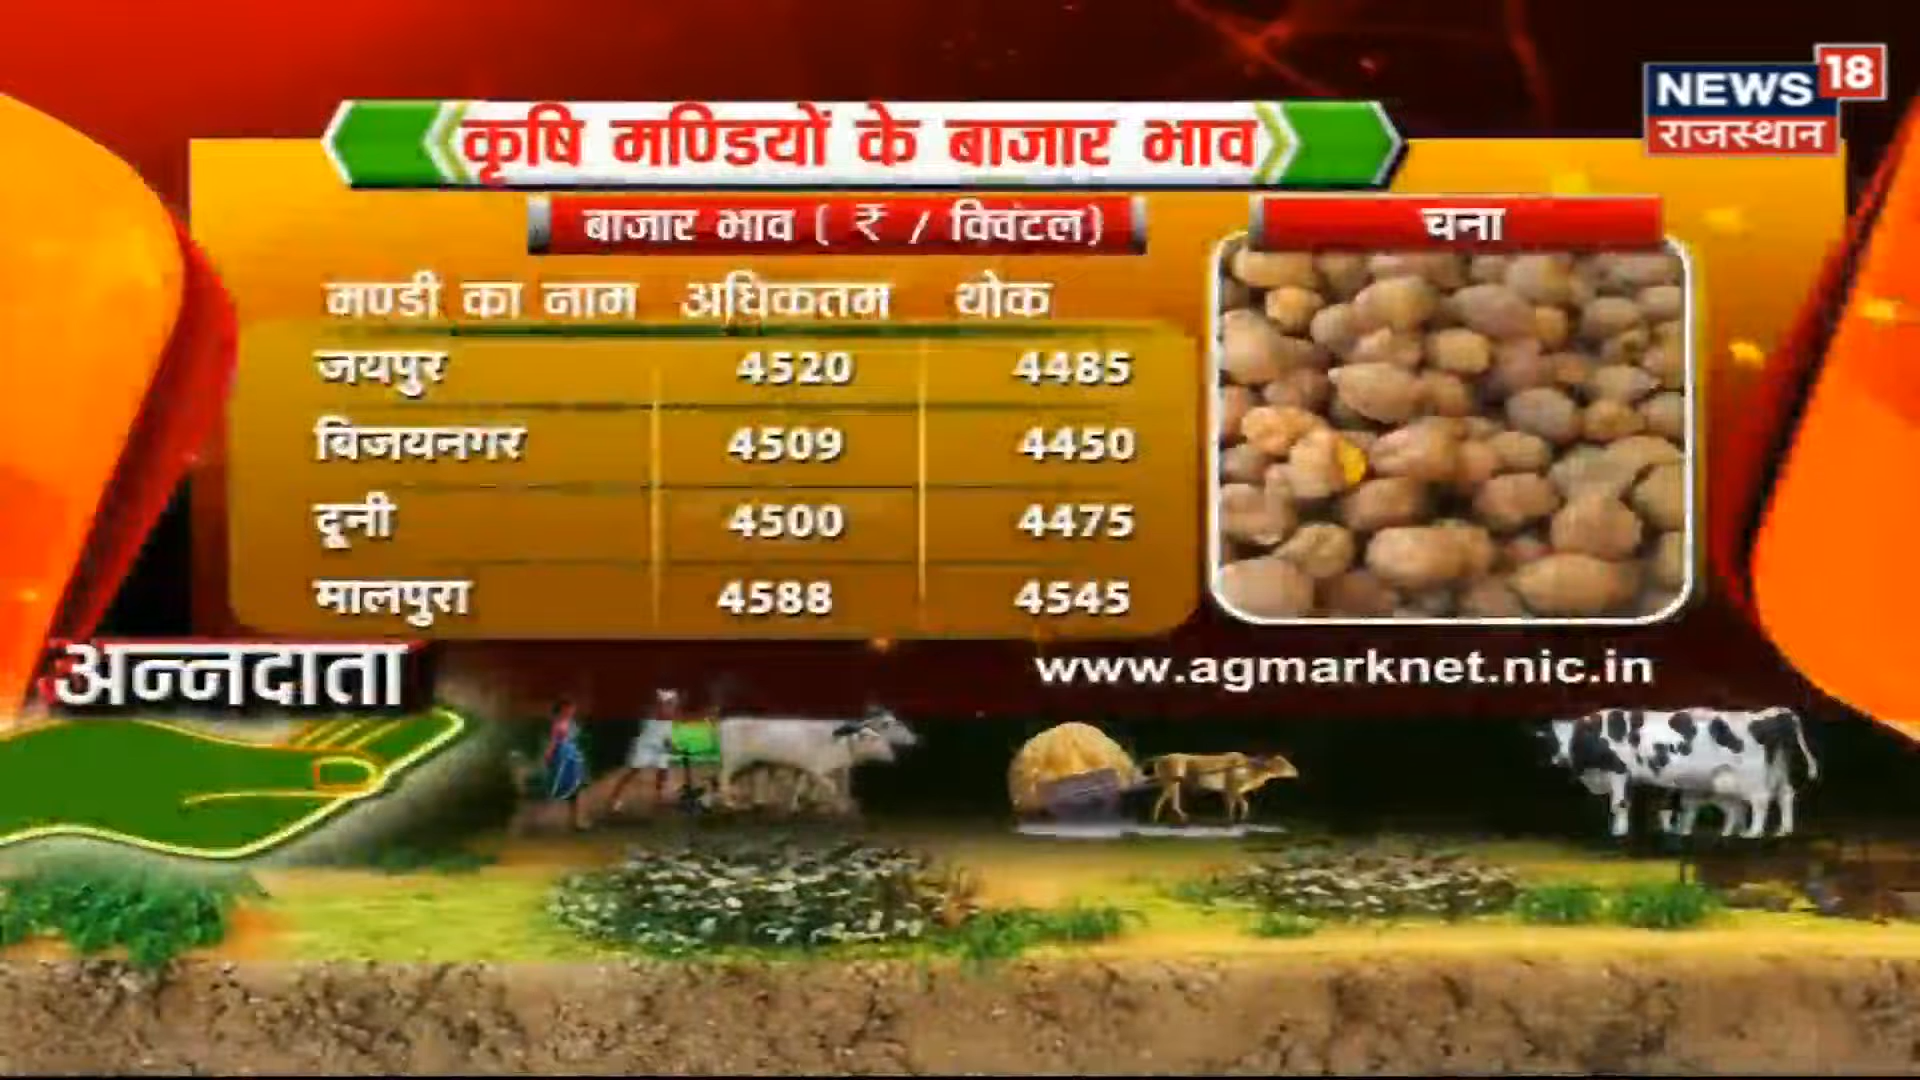 NEWS 18
राजस्थान
कृषि मण्डियों के बाजार भाव
बाजार भाव ( ₹ / क्विंटल)
चना
मण्डी का नाम अधिकतम थोक
जयपुर 4520 4485
बिजयनगर 4509 4450
दूनी 4500 4475
मालपुरा 4588 4545
अन्नदाता
www.agmarknet.nic.in